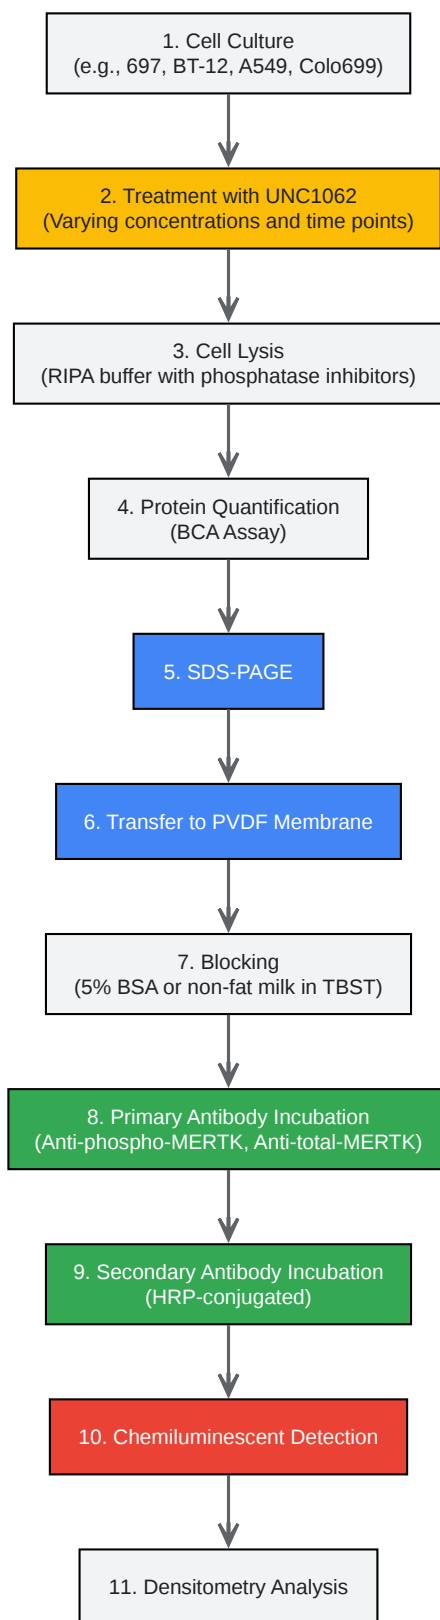 1. Cell Culture
(e.g., 697, BT-12, A549, Colo699)
2. Treatment with UNC1062
(Varying concentrations and time points)
3. Cell Lysis
(RIPA buffer with phosphatase inhibitors)
4. Protein Quantification
(BCA Assay)
5. SDS-PAGE
6. Transfer to PVDF Membrane
7. Blocking
(5% BSA or non-fat milk in TBST)
8. Primary Antibody Incubation
(Anti-phospho-MERTK, Anti-total-MERTK)
9. Secondary Antibody Incubation
(HRP-conjugated)
10. Chemiluminescent Detection
11. Densitometry Analysis